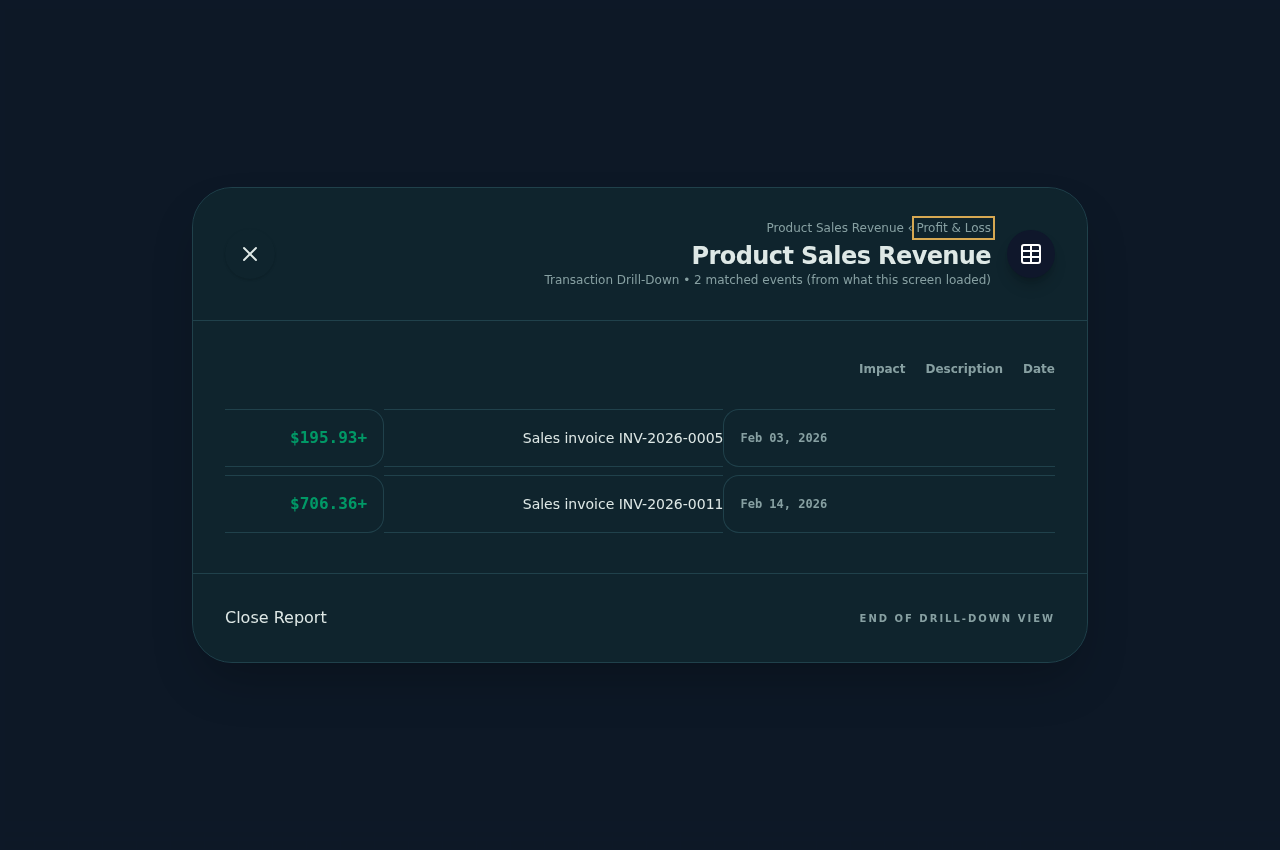 Product Sales Revenue ‹ Profit & Loss
Product Sales Revenue
Transaction Drill-Down • 2 matched events (from what this screen loaded)
Impact Description Date
$195.93+ Sales invoice INV-2026-0005 Feb 03, 2026
$706.36+ Sales invoice INV-2026-0011 Feb 14, 2026
Close Report
END OF DRILL-DOWN VIEW